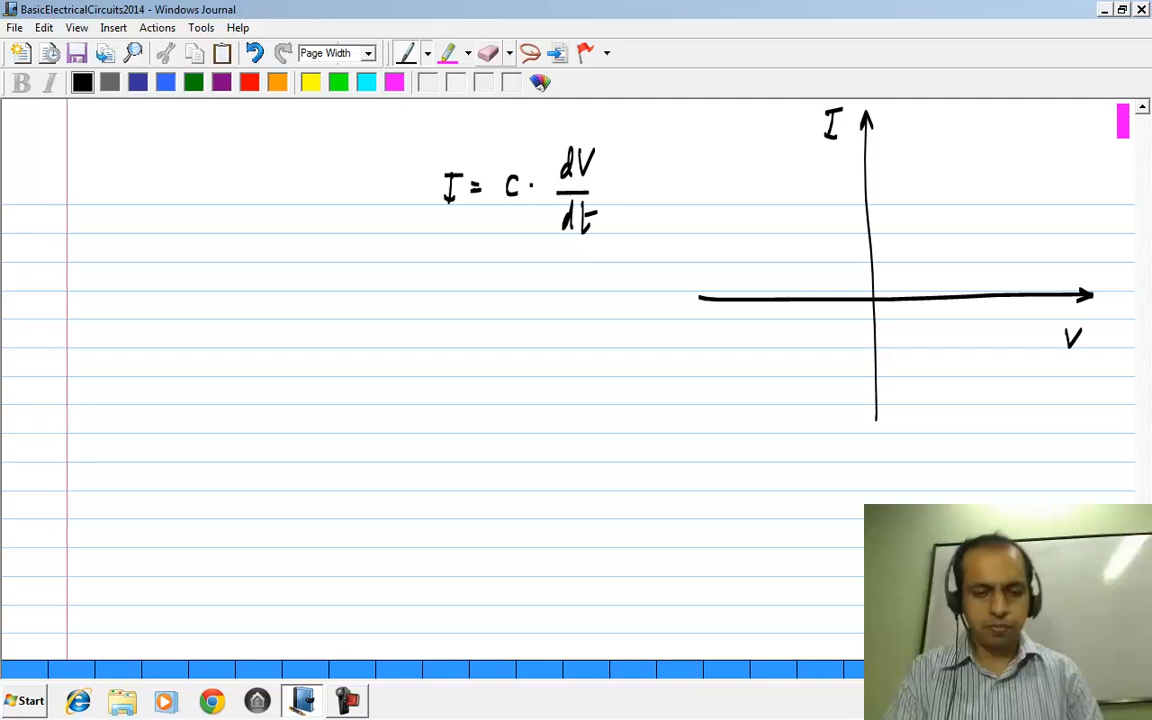 BasicElectricalCircuits2014 - Windows Journal
File Edit View Insert Actions Tools Help
Page Width
B I
I
I = C · dV
dt
V
Start